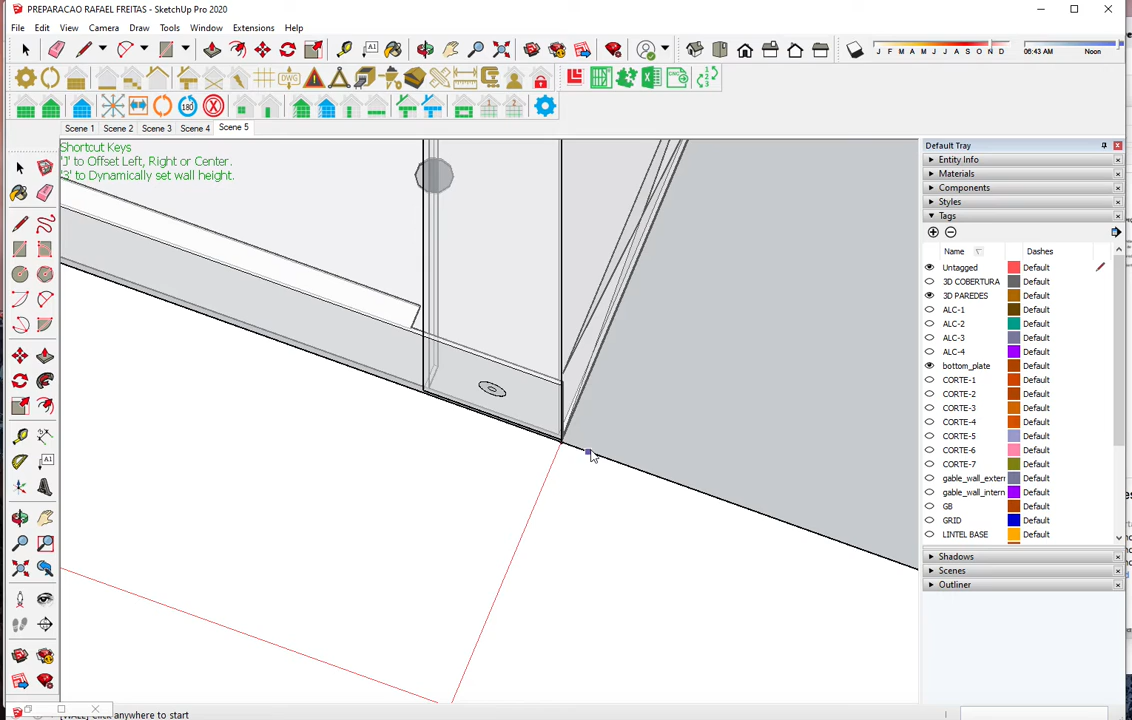 PREPARACAO RAFAEL FREITAS - SketchUp Pro 2020
File Edit View Camera Draw Tools Window Extensions Help
J F M A M J J A S O N D 06:43 AM Noon
Scene 1 Scene 2 Scene 3 Scene 4 Scene 5
Shortcut Keys
'J' to Offset Left, Right or Center.
'3' to Dynamically set wall height.
Default Tray
Entity Info
Materials
Components
Styles
Tags
Name Dashes
Untagged Default
3D COBERTURA Default
3D PAREDES Default
ALC-1 Default
ALC-2 Default
ALC-3 Default
ALC-4 Default
bottom_plate Default
CORTE-1 Default
CORTE-2 Default
CORTE-3 Default
CORTE-4 Default
CORTE-5 Default
CORTE-6 Default
CORTE-7 Default
gable_wall_extern Default
gable_wall_intern Default
GB Default
GRID Default
LINTEL BASE Default
Shadows
Scenes
Outliner
[WALL] Click anywhere to start